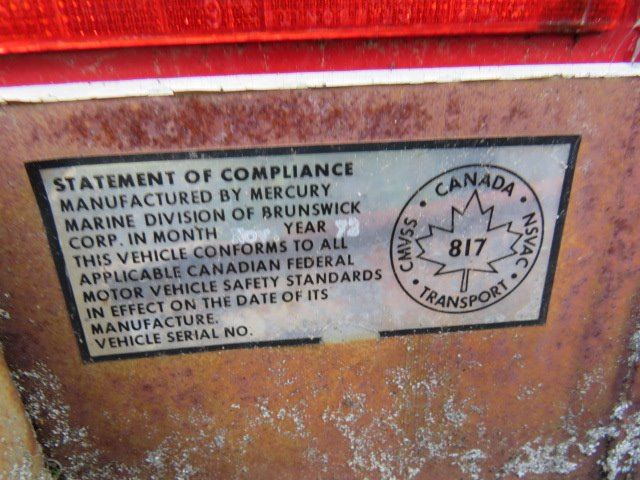 STATEMENT OF COMPLIANCE
MANUFACTURED BY MERCURY
MARINE DIVISION OF BRUNSWICK
CORP. IN MONTH Nov. YEAR 73
THIS VEHICLE CONFORMS TO ALL
APPLICABLE CANADIAN FEDERAL
MOTOR VEHICLE SAFETY STANDARDS
IN EFFECT ON THE DATE OF ITS
MANUFACTURE.
VEHICLE SERIAL NO.
· CANADA ·
CMVSS
817
NSVAC
· TRANSPORT ·